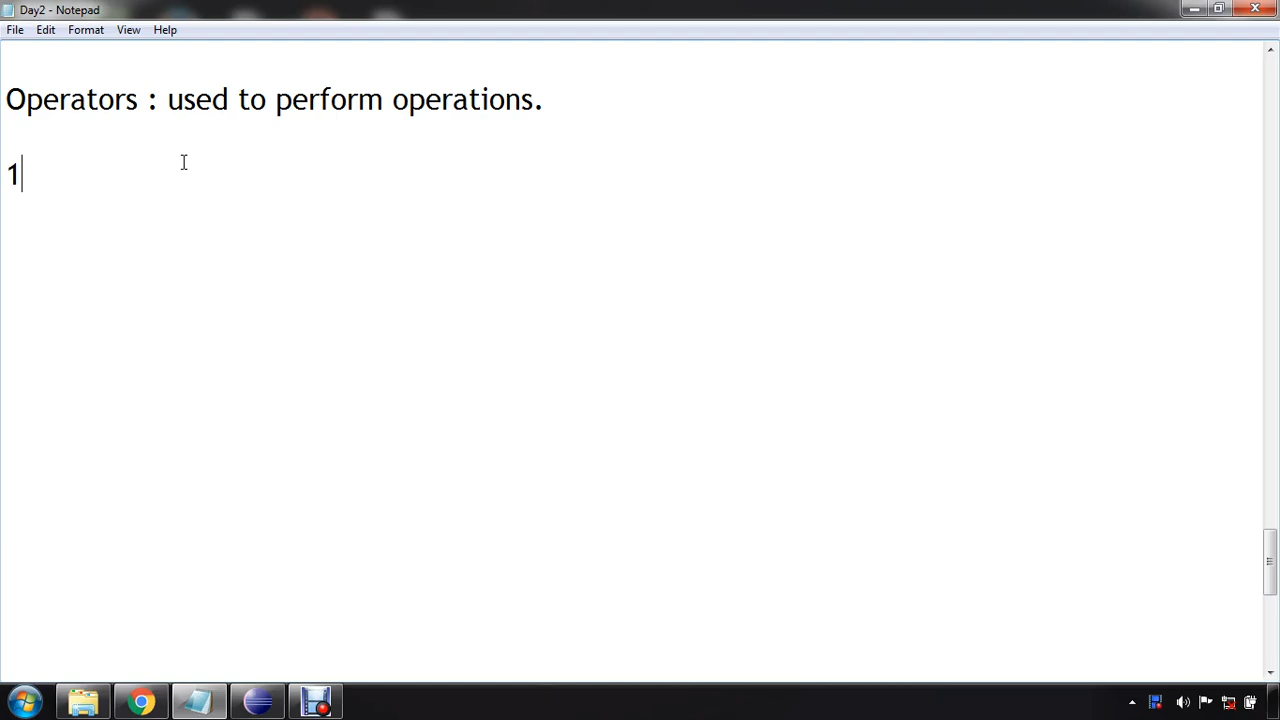 Day2 - Notepad
File Edit Format View Help
Operators : used to perform operations.
1